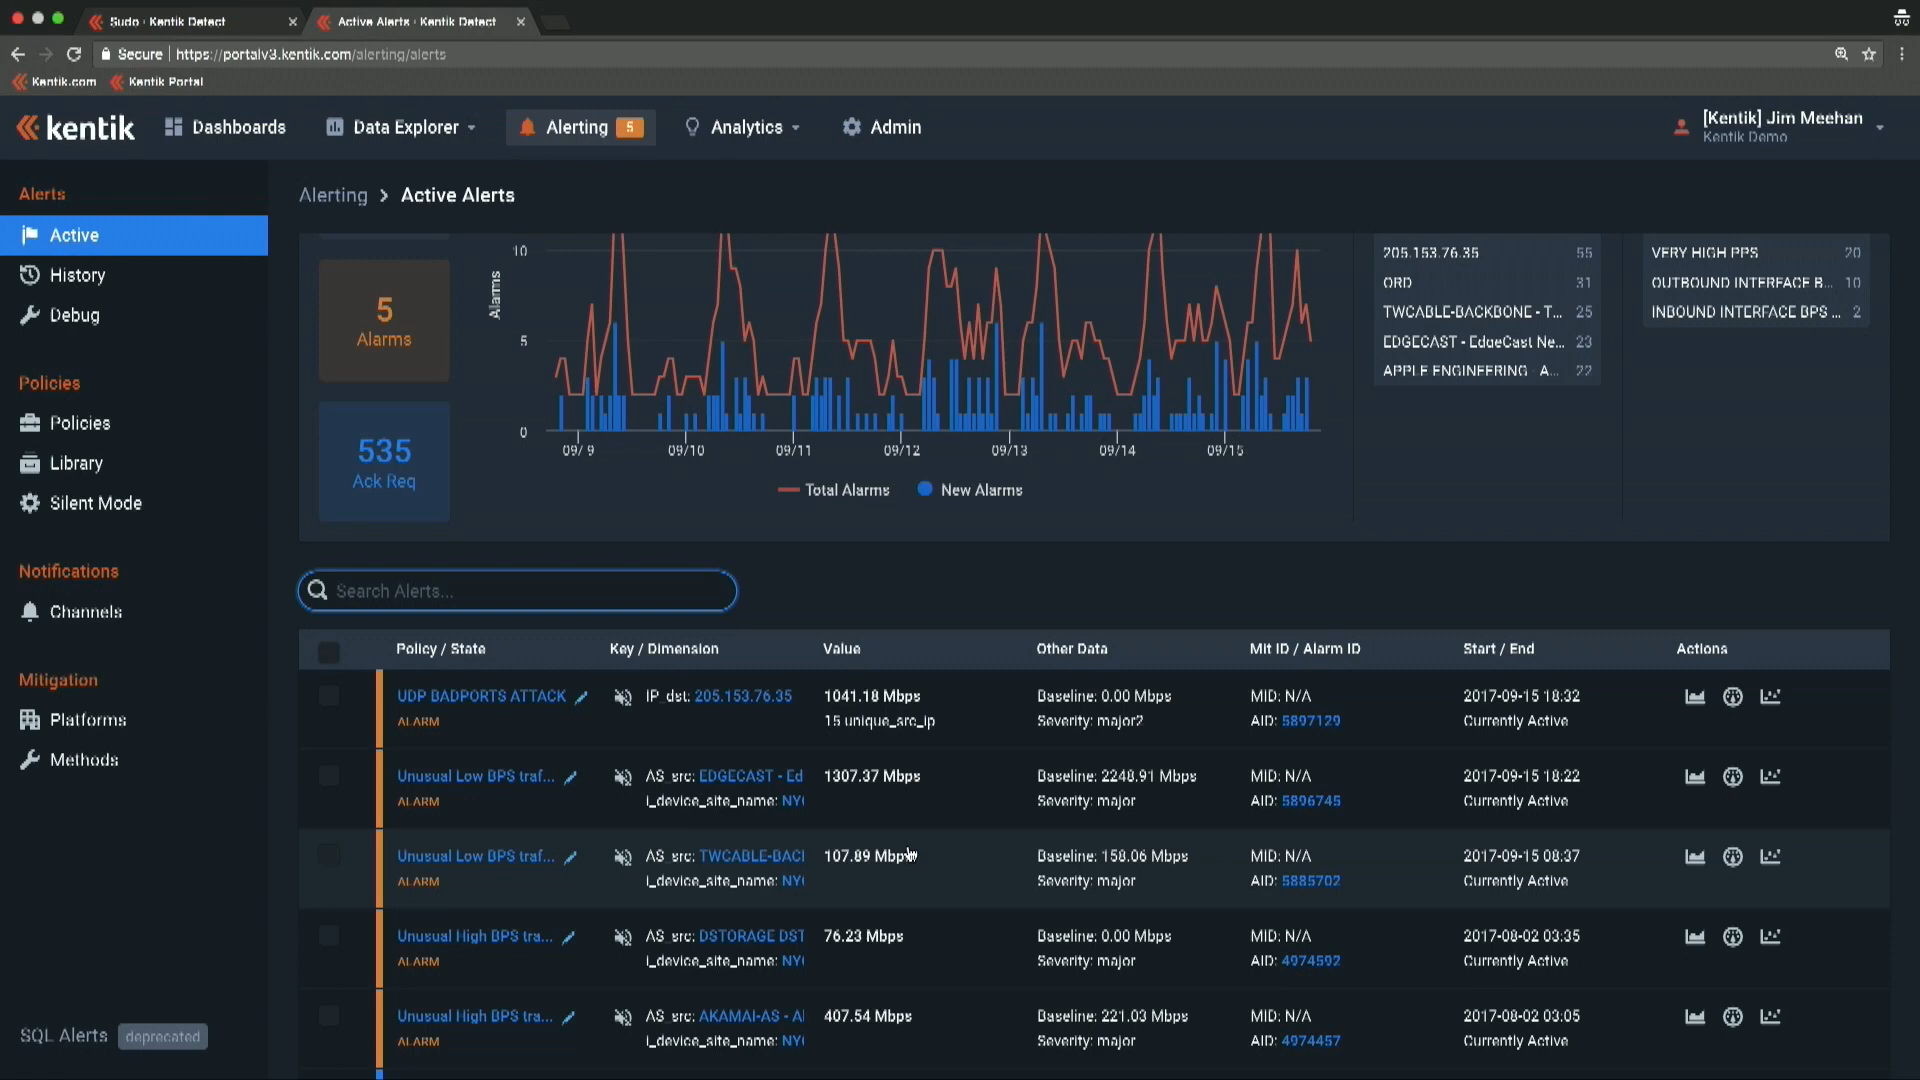 Sudo · Kentik Detect
Active Alerts · Kentik Detect
Secure | https://portalv3.kentik.com/alerting/alerts
Kentik.com
Kentik Portal
kentik
Dashboards
Data Explorer
Alerting 5
Analytics
Admin
[Kentik] Jim Meehan
Kentik Demo
Alerts
Active
History
Debug
Policies
Policies
Library
Silent Mode
Notifications
Channels
Mitigation
Platforms
Methods
SQL Alerts deprecated
Alerting > Active Alerts
5
Alarms
535
Ack Req
Alarms
10
5
0
09/ 9 09/10 09/11 09/12 09/13 09/14 09/15
Total Alarms New Alarms
205.153.76.35 55
ORD 31
TWCABLE-BACKBONE - T... 25
EDGECAST - EdgeCast Ne... 23
APPLE ENGINEERING - A... 22
VERY HIGH PPS 20
OUTBOUND INTERFACE B... 10
INBOUND INTERFACE BPS ... 2
Search Alerts...
Policy / State Key / Dimension Value Other Data Mit ID / Alarm ID Start / End Actions
UDP BADPORTS ATTACK IP_dst: 205.153.76.35 1041.18 Mbps Baseline: 0.00 Mbps MID: N/A 2017-09-15 18:32
ALARM 15 unique_src_ip Severity: major2 AID: 5897129 Currently Active
Unusual Low BPS traf... AS_src: EDGECAST - Ed 1307.37 Mbps Baseline: 2248.91 Mbps MID: N/A 2017-09-15 18:22
ALARM i_device_site_name: NY Severity: major AID: 5896745 Currently Active
Unusual Low BPS traf... AS_src: TWCABLE-BAC 107.89 Mbps Baseline: 158.06 Mbps MID: N/A 2017-09-15 08:37
ALARM i_device_site_name: NY Severity: major AID: 5885702 Currently Active
Unusual High BPS tra... AS_src: DSTORAGE DST 76.23 Mbps Baseline: 0.00 Mbps MID: N/A 2017-08-02 03:35
ALARM i_device_site_name: NY Severity: major AID: 4974592 Currently Active
Unusual High BPS tra... AS_src: AKAMAI-AS - A 407.54 Mbps Baseline: 221.03 Mbps MID: N/A 2017-08-02 03:05
ALARM i_device_site_name: NY Severity: major AID: 4974457 Currently Active